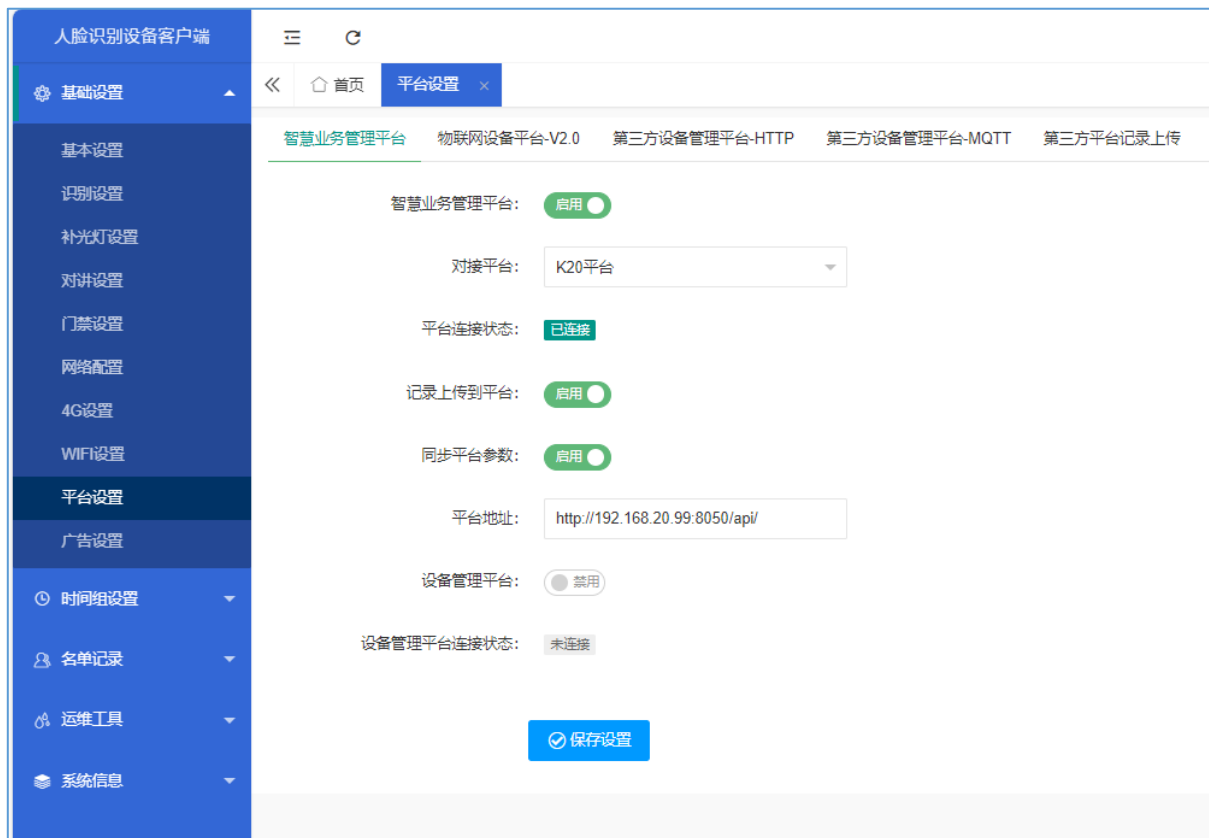 人脸识别设备客户端
基础设置
基本设置
识别设置
补光灯设置
对讲设置
门禁设置
网络配置
4G设置
WIFI设置
平台设置
广告设置
时间组设置
名单记录
运维工具
系统信息
首页 平台设置
智慧业务管理平台 物联网设备平台-V2.0 第三方设备管理平台-HTTP 第三方设备管理平台-MQTT 第三方平台记录上传
智慧业务管理平台: 启用
对接平台: K20平台
平台连接状态: 已连接
记录上传到平台: 启用
同步平台参数: 启用
平台地址: http://192.168.20.99:8050/api/
设备管理平台: 禁用
设备管理平台连接状态: 未连接
保存设置